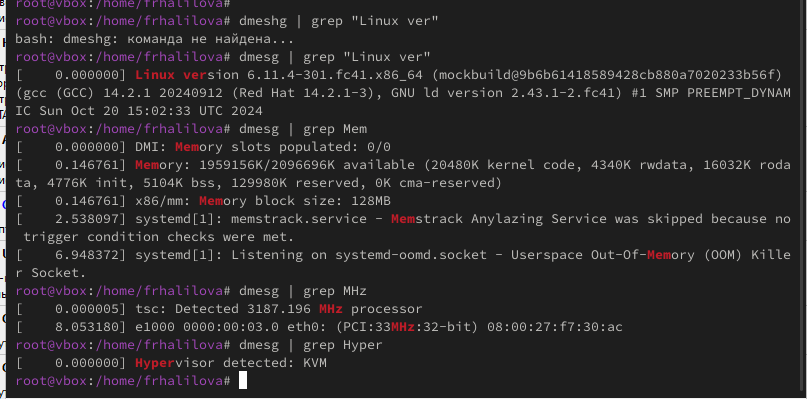 root@vbox:/home/frhalilova#
root@vbox:/home/frhalilova# dmeshg | grep "Linux ver"
bash: dmeshg: команда не найдена...
root@vbox:/home/frhalilova# dmesg | grep "Linux ver"
[    0.000000] Linux version 6.11.4-301.fc41.x86_64 (mockbuild@9b6b61418589428cb880a7020233b56f)
(gcc (GCC) 14.2.1 20240912 (Red Hat 14.2.1-3), GNU ld version 2.43.1-2.fc41) #1 SMP PREEMPT_DYNAM
IC Sun Oct 20 15:02:33 UTC 2024
root@vbox:/home/frhalilova# dmesg | grep Mem
[    0.000000] DMI: Memory slots populated: 0/0
[    0.146761] Memory: 1959156K/2096696K available (20480K kernel code, 4340K rwdata, 16032K roda
ta, 4776K init, 5104K bss, 129980K reserved, 0K cma-reserved)
[    0.146761] x86/mm: Memory block size: 128MB
[    2.538097] systemd[1]: memstrack.service - Memstrack Anylazing Service was skipped because no
 trigger condition checks were met.
[    6.948372] systemd[1]: Listening on systemd-oomd.socket - Userspace Out-Of-Memory (OOM) Kille
r Socket.
root@vbox:/home/frhalilova# dmesg | grep MHz
[    0.000005] tsc: Detected 3187.196 MHz processor
[    8.053180] e1000 0000:00:03.0 eth0: (PCI:33MHz:32-bit) 08:00:27:f7:30:ac
root@vbox:/home/frhalilova# dmesg | grep Hyper
[    0.000000] Hypervisor detected: KVM
root@vbox:/home/frhalilova#